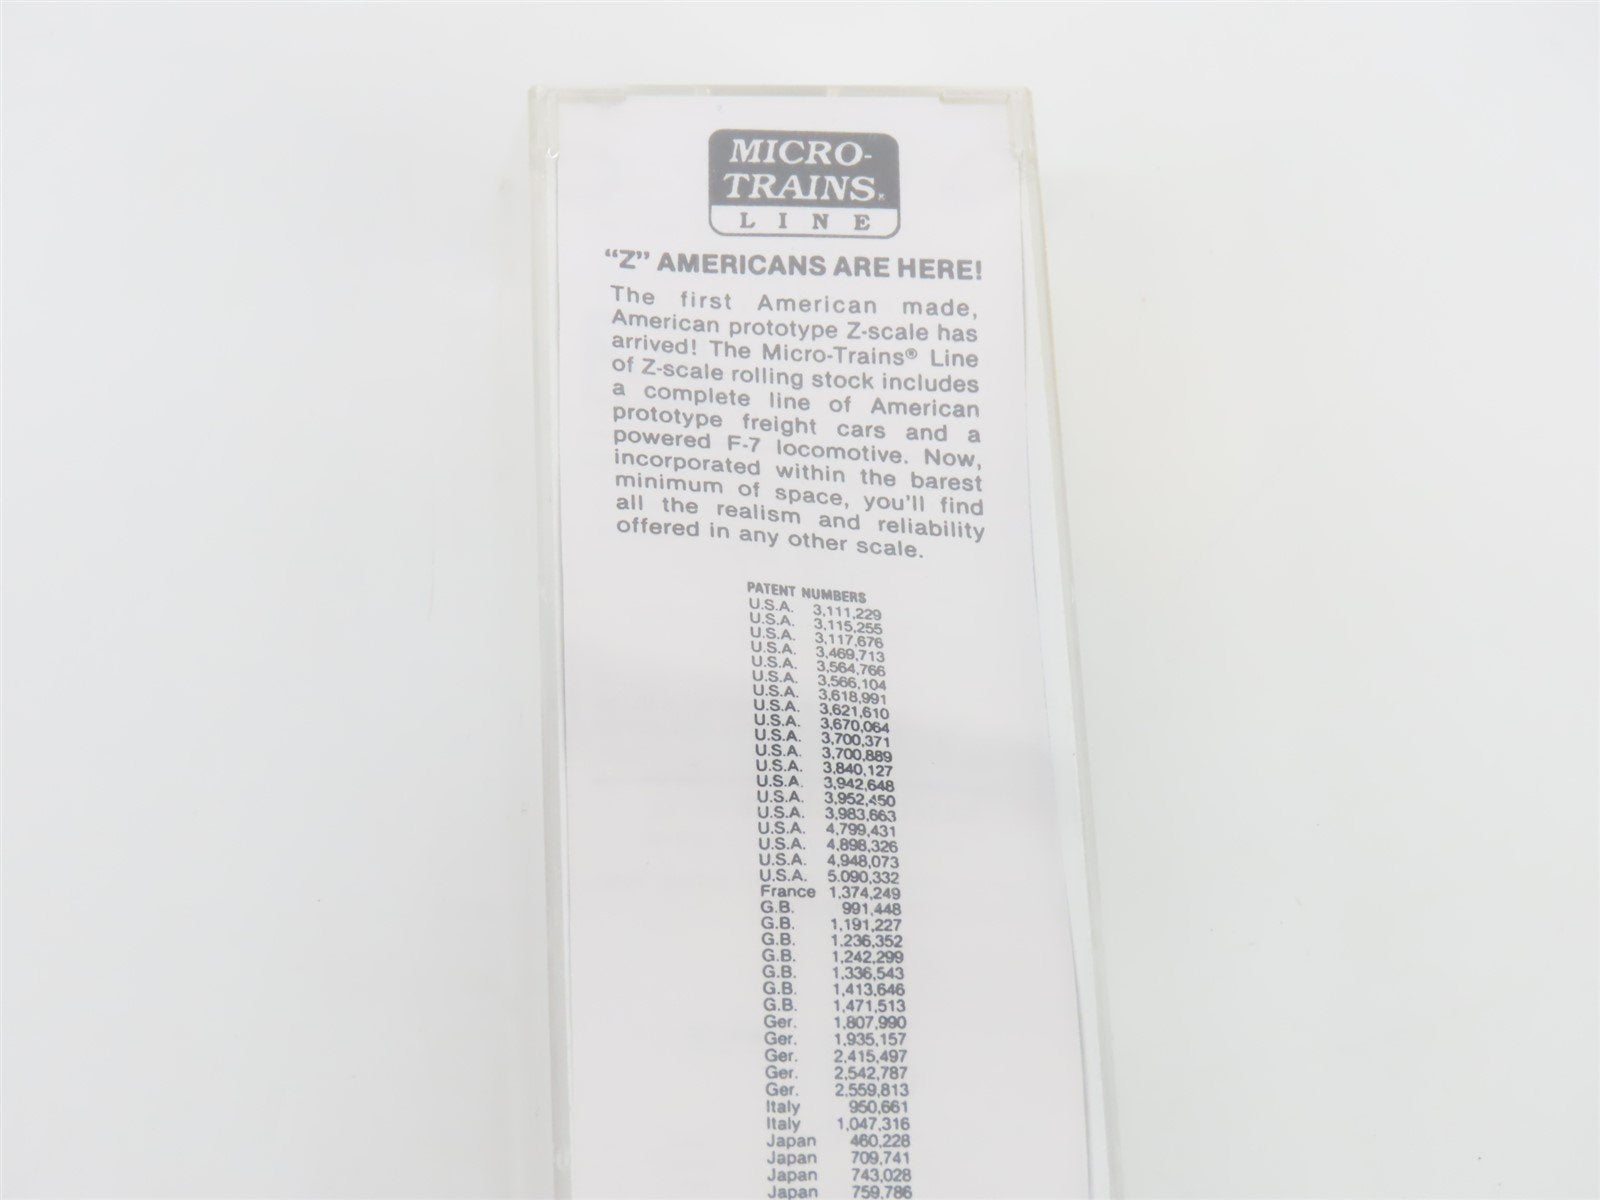 MICRO-
TRAINS®
LINE
"Z" AMERICANS ARE HERE!
The first American made,
American prototype Z-scale has
arrived! The Micro-Trains® Line
of Z-scale rolling stock includes
a complete line of American
prototype freight cars and a
powered F-7 locomotive. Now,
incorporated within the barest
minimum of space, you'll find
all the realism and reliability
offered in any other scale.
PATENT NUMBERS
U.S.A. 3,111,229
U.S.A. 3,115,255
U.S.A. 3,117,676
U.S.A. 3,469,713
U.S.A. 3,564,766
U.S.A. 3,566,104
U.S.A. 3,618,991
U.S.A. 3,621,610
U.S.A. 3,670,064
U.S.A. 3,700,371
U.S.A. 3,700,889
U.S.A. 3,840,127
U.S.A. 3,942,648
U.S.A. 3,952,450
U.S.A. 3,983,663
U.S.A. 4,799,431
U.S.A. 4,898,326
U.S.A. 4,948,073
U.S.A. 5,090,332
France 1,374,249
G.B. 991,448
G.B. 1,191,227
G.B. 1,236,352
G.B. 1,242,299
G.B. 1,336,543
G.B. 1,413,646
G.B. 1,471,513
Ger. 1,807,990
Ger. 1,935,157
Ger. 2,415,497
Ger. 2,542,787
Ger. 2,559,813
Italy 950,661
Italy 1,047,316
Japan 460,228
Japan 709,741
Japan 743,028
Japan 759,786